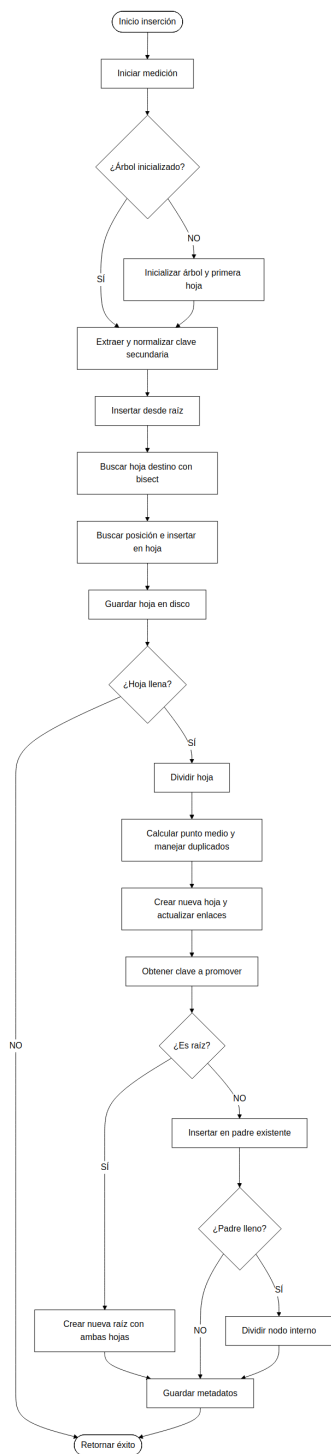 Inicio inserción
Iniciar medición
¿Árbol inicializado?
NO
SÍ
Inicializar árbol y primera
hoja
Extraer y normalizar clave
secundaria
Insertar desde raíz
Buscar hoja destino con
bisect
Buscar posición e insertar
en hoja
Guardar hoja en disco
¿Hoja llena?
SÍ
Dividir hoja
Calcular punto medio y
manejar duplicados
Crear nueva hoja y
actualizar enlaces
Obtener clave a promover
NO
¿Es raíz?
NO
Insertar en padre existente
SÍ
¿Padre lleno?
SÍ
Crear nueva raíz con
ambas hojas
NO
Dividir nodo interno
Guardar metadatos
Retornar éxito